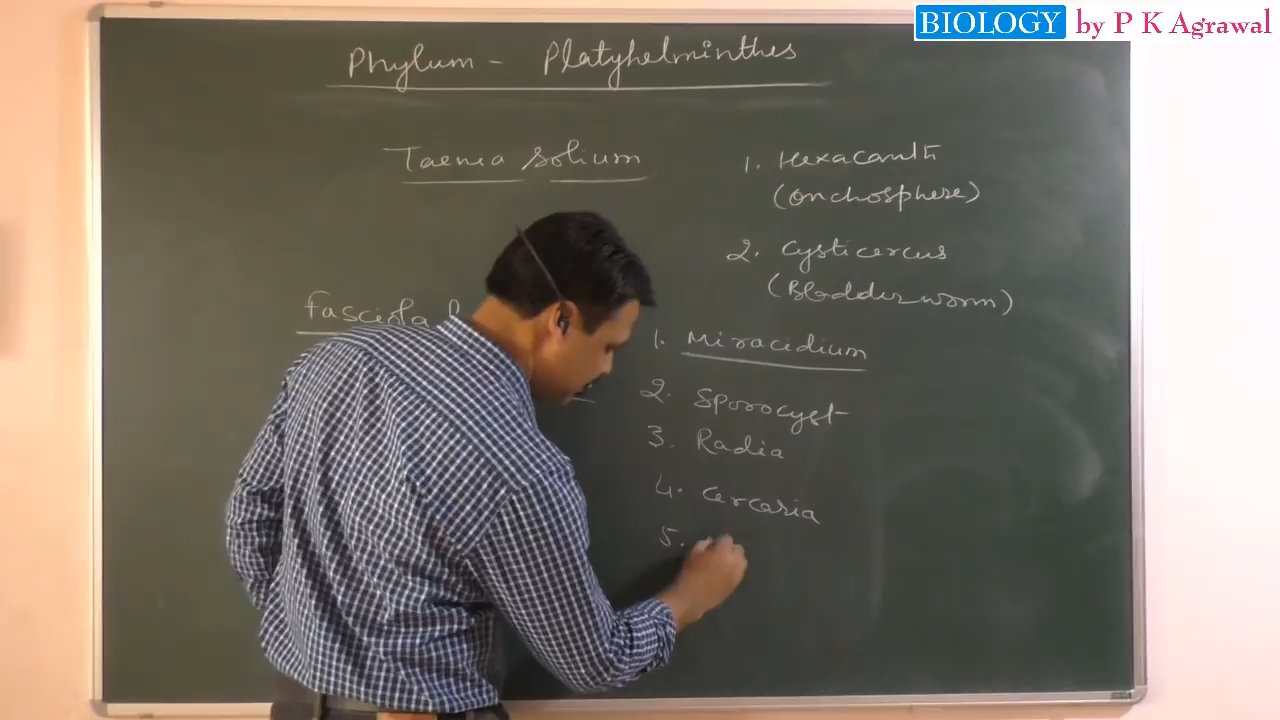 BIOLOGY by P K Agrawal
Phylum - Platyhelminthes
Taenia Solium
1. Hexacanth
(Onchosphere)
2. Cysticercus
(Bladder worm)
Fasciola
1. Miracidium
2. Sporocyst
3. Radia
4. Cercaria
5.